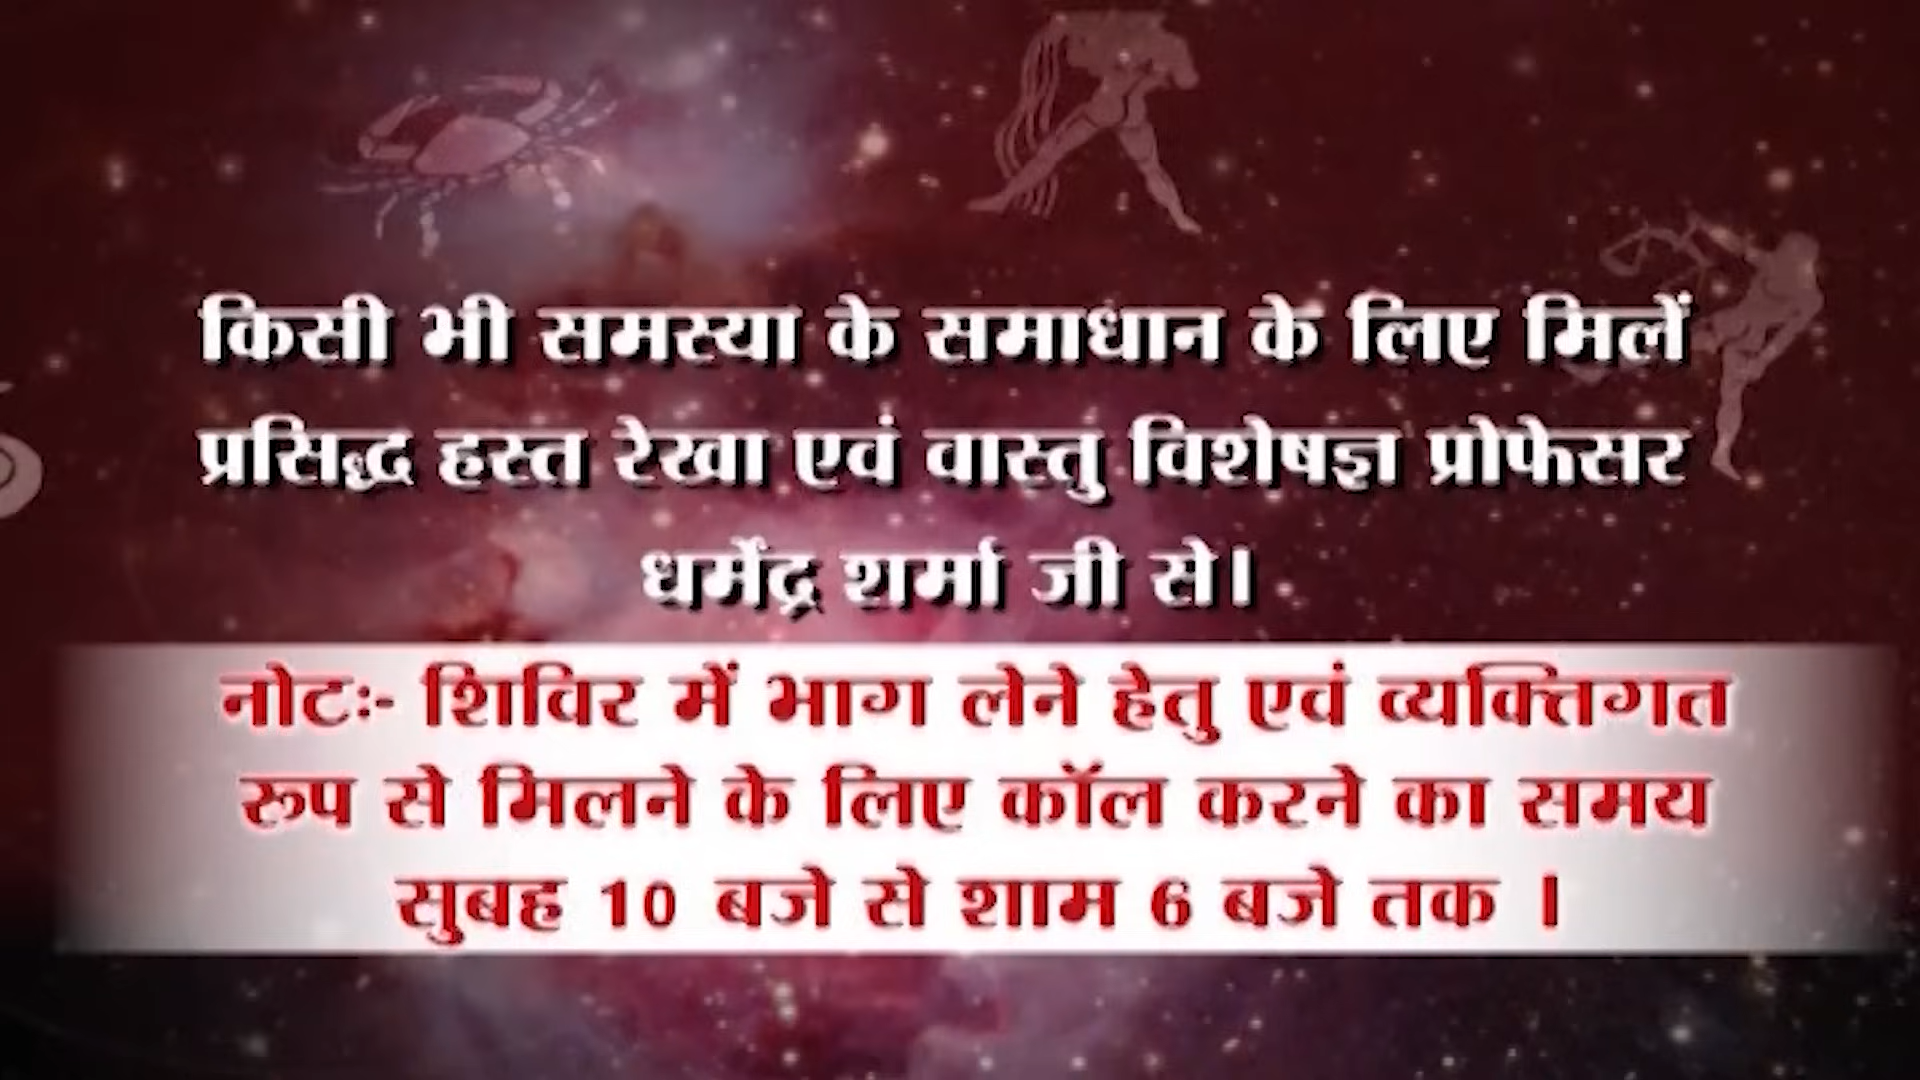 किसी भी समस्या के समाधान के लिए मिलें
प्रसिद्ध हस्त रेखा एवं वास्तु विशेषज्ञ प्रोफेसर
धर्मेंद्र शर्मा जी से।
नोटः- शिविर में भाग लेने हेतु एवं व्यक्तिगत
रूप से मिलने के लिए कॉल करने का समय
सुबह 10 बजे से शाम 6 बजे तक ।